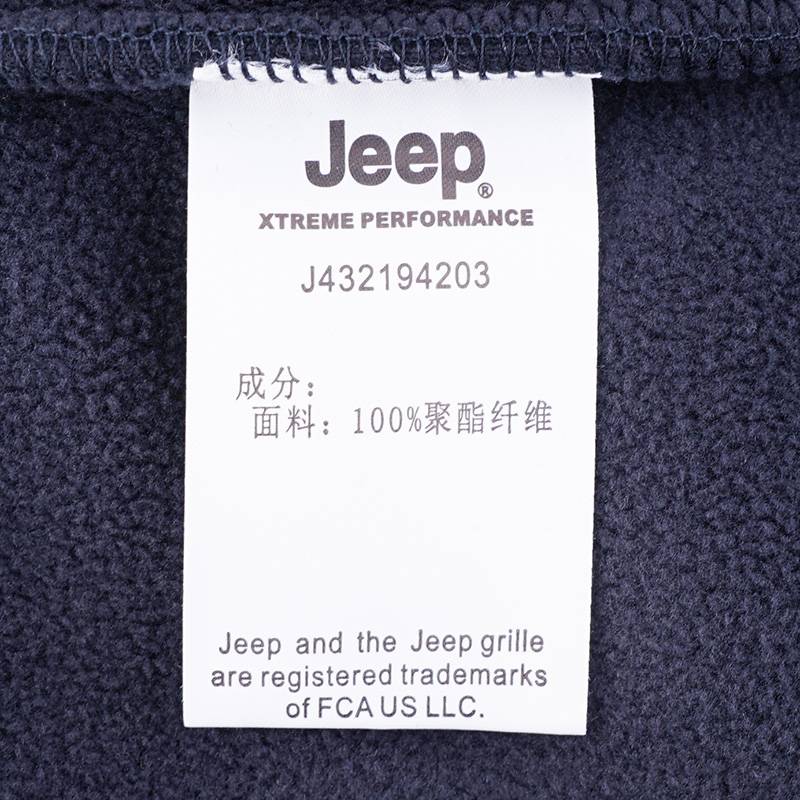 Jeep®
XTREME PERFORMANCE
J432194203
成分：
面料：100%聚酯纤维
Jeep and the Jeep grille
are registered trademarks
of FCA US LLC.